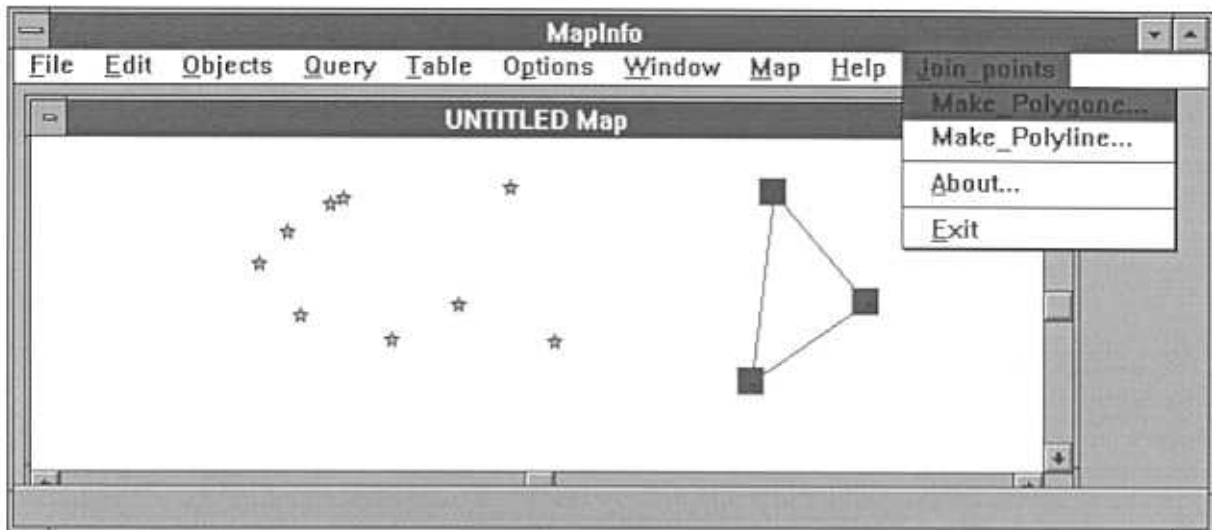 MapInfo
File Edit Objects Query Table Options Window Map Help Join_points
UNTITLED Map
Make_Polygone...
Make_Polyline...
About...
Exit